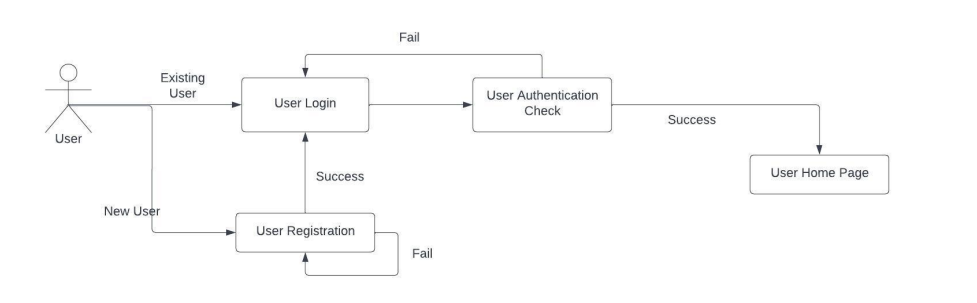 Fail
Existing
User
User Login
User Authentication
Check
User
Success
User Home Page
Success
New User
User Registration
Fail